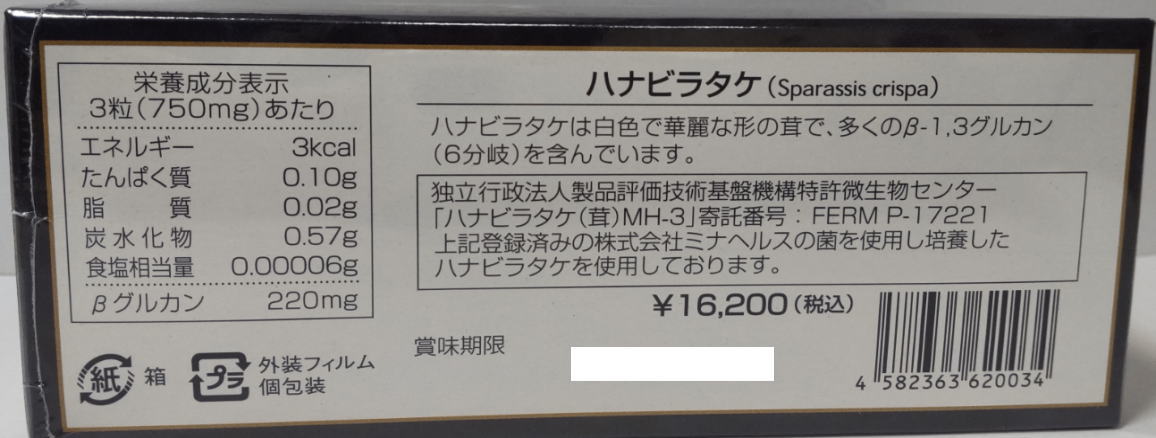 栄養成分表示
3粒(750mg)あたり
エネルギー 3kcal
たんぱく質 0.10g
脂質 0.02g
炭水化物 0.57g
食塩相当量 0.00006g
βグルカン 220mg
紙 箱
プラ 外装フィルム
個包装
ハナビラタケ(Sparassis crispa)
ハナビラタケは白色で華麗な形の茸で、多くのβ-1,3グルカン
(6分岐)を含んでいます。
独立行政法人製品評価技術基盤機構特許微生物センター
「ハナビラタケ(茸)MH-3」寄託番号:FERM P-17221
上記登録済みの株式会社ミナヘルスの菌を使用し培養した
ハナビラタケを使用しております。
¥16,200(税込)
賞味期限
4 582363 620034